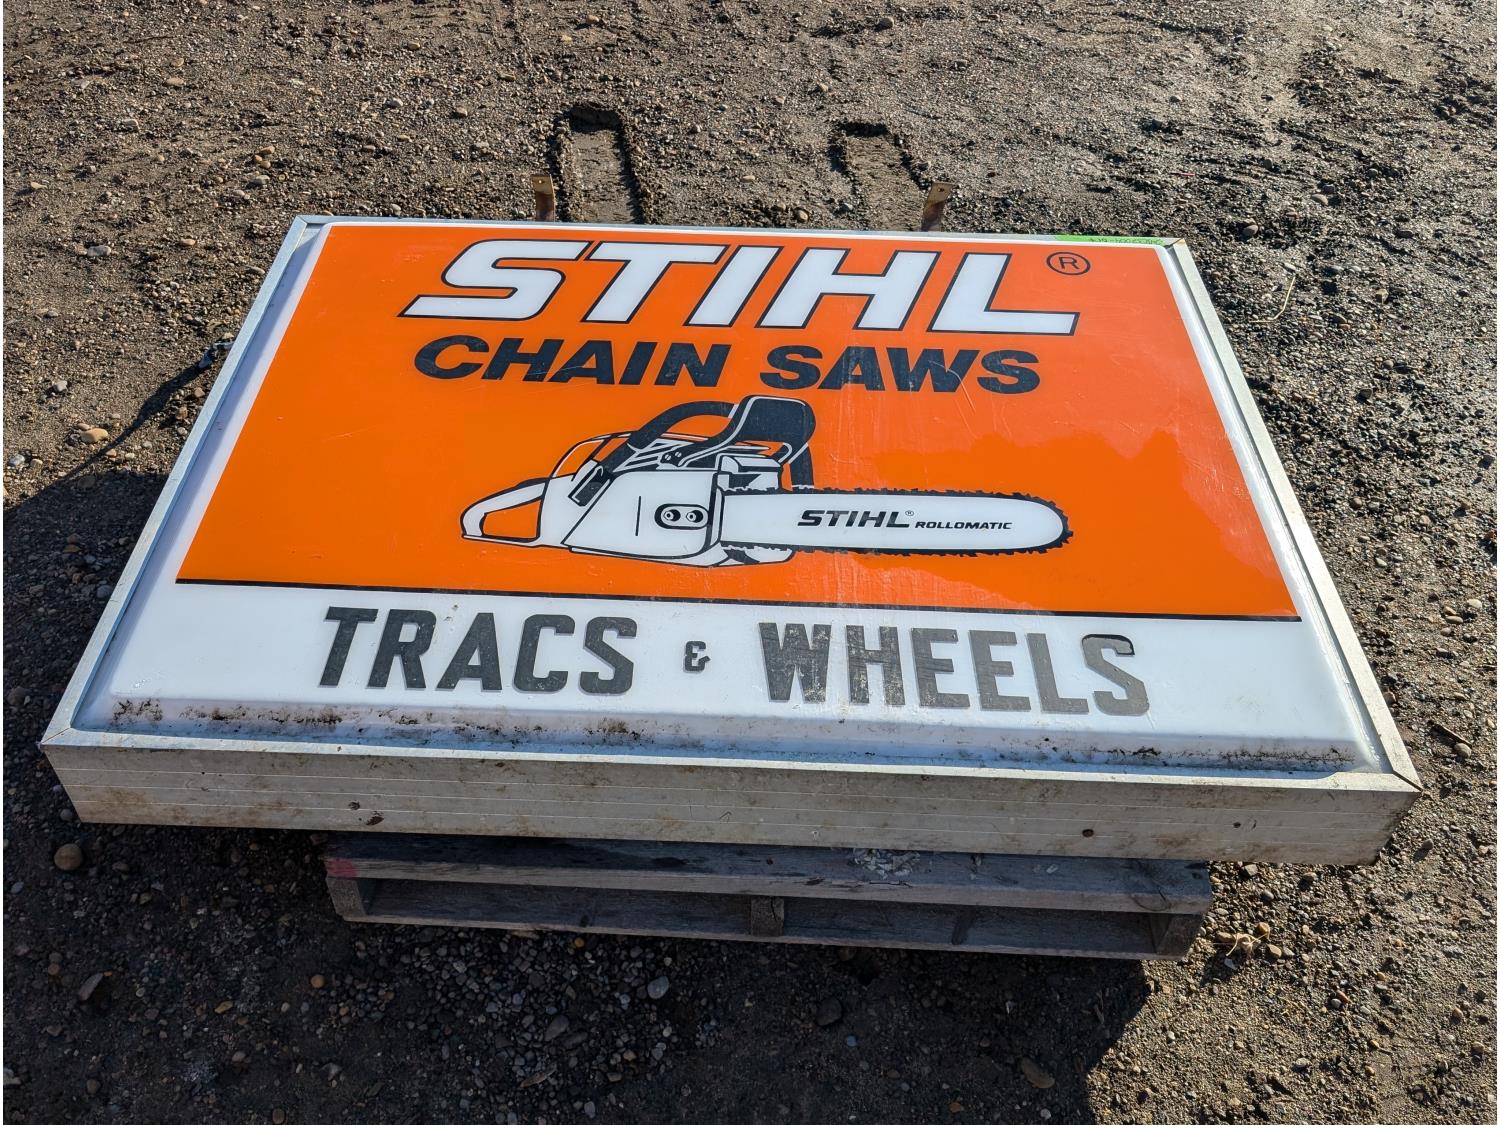 STIHL ®
CHAIN SAWS
STIHL® ROLLOMATIC
TRACS & WHEELS